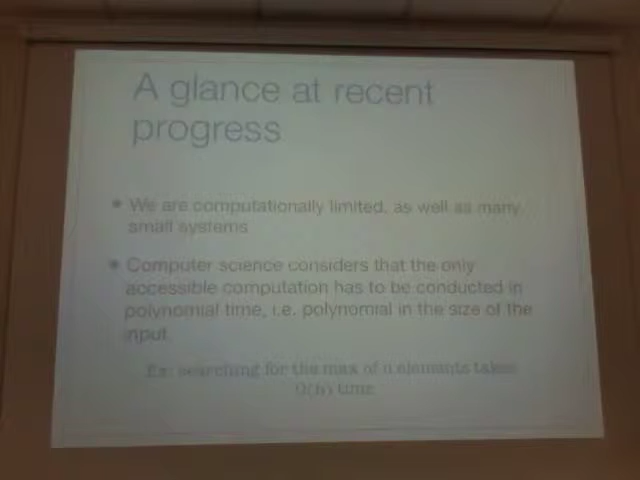 A glance at recent
progress
• We are computationally limited, as well as many
small systems
• Computer science considers that the only
accessible computation has to be conducted in
polynomial time, i.e. polynomial in the size of the
input.
Ex: searching for the max of n elements takes
O(n) time